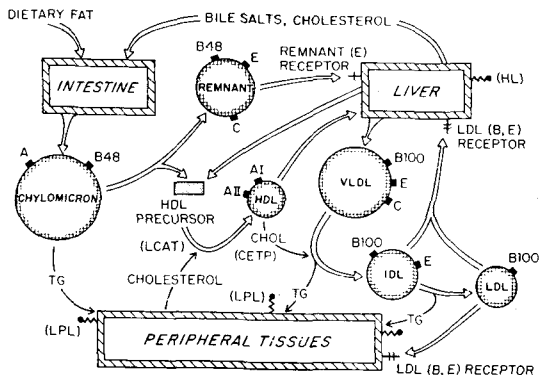 DIETARY FAT
BILE SALTS, CHOLESTEROL
INTESTINE
B48
E
REMNANT
C
REMNANT (E)
RECEPTOR
LIVER
(HL)
LDL (B, E)
RECEPTOR
A
B48
CHYLOMICRON
HDL
PRECURSOR
AI
AII
HDL
VLDL
B100
E
C
(LCAT)
CHOL
(CETP)
B100
E
IDL
B100
LDL
TG
CHOLESTEROL
TG
TG
(LPL)
(LPL)
PERIPHERAL TISSUES
LDL (B, E) RECEPTOR